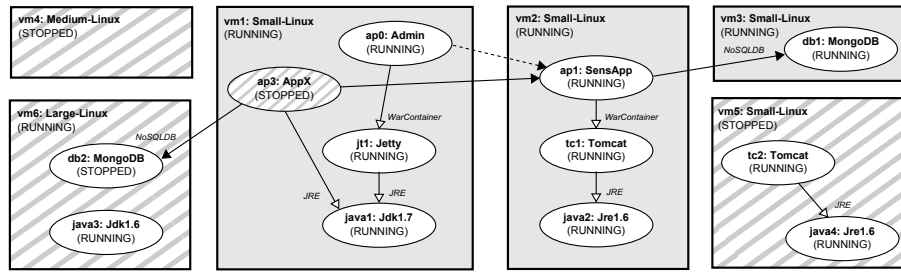 vm4: Medium-Linux
(STOPPED)
vm1: Small-Linux
(RUNNING)
ap0: Admin
(RUNNING)
vm2: Small-Linux
(RUNNING)
vm3: Small-Linux
(RUNNING)
NoSQLDB
db1: MongoDB
(RUNNING)
ap3: AppX
(STOPPED)
ap1: SensApp
(RUNNING)
vm6: Large-Linux
(RUNNING)
NoSQLDB
db2: MongoDB
(STOPPED)
WarContainer
jt1: Jetty
(RUNNING)
WarContainer
tc1: Tomcat
(RUNNING)
vm5: Small-Linux
(STOPPED)
tc2: Tomcat
(RUNNING)
JRE
JRE
JRE
JRE
java3: Jdk1.6
(RUNNING)
java1: Jdk1.7
(RUNNING)
java2: Jre1.6
(RUNNING)
java4: Jre1.6
(RUNNING)